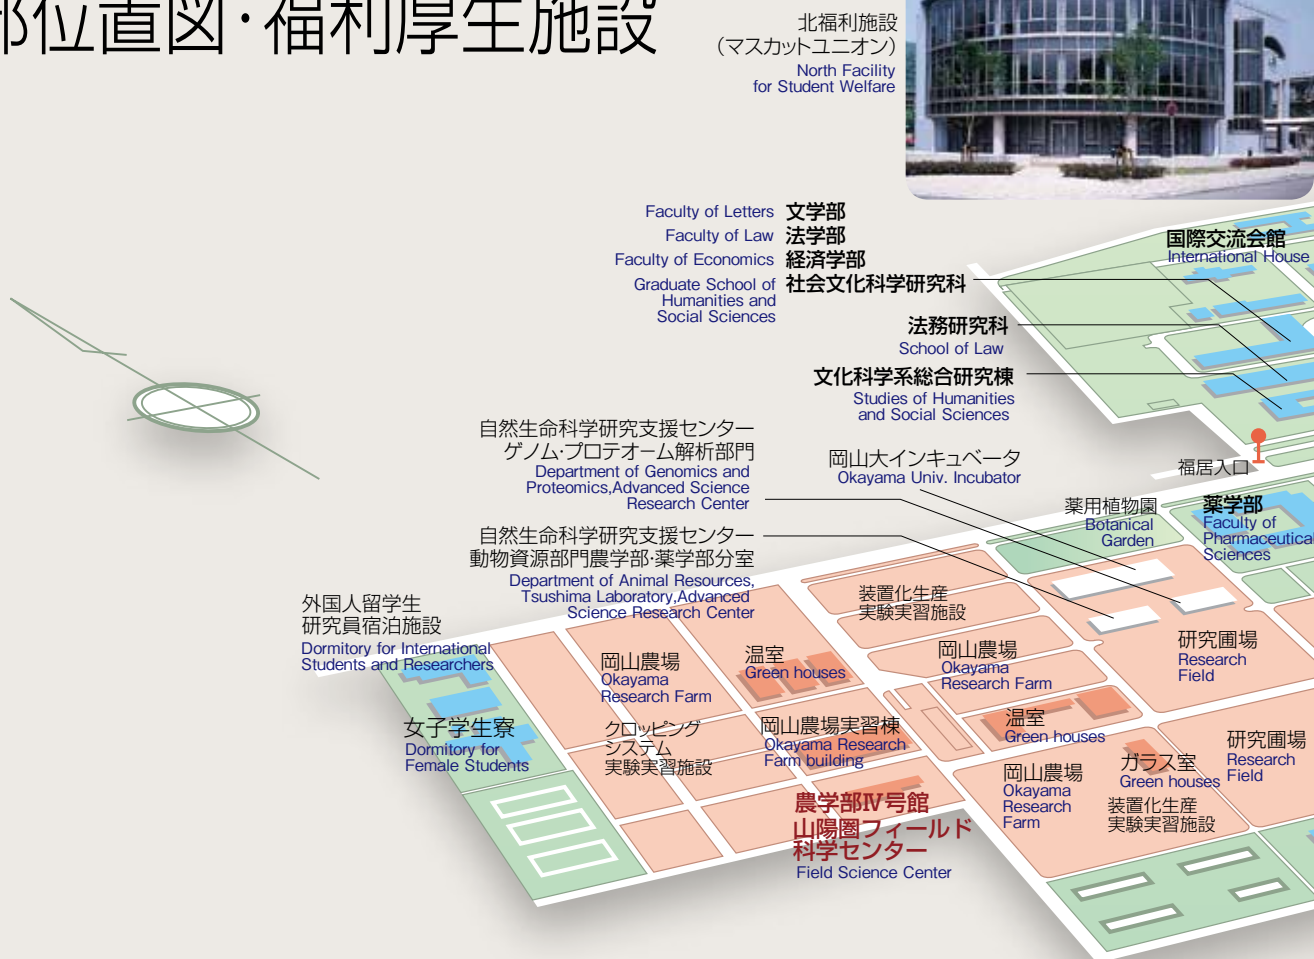 部位置図·福利厚生施設
北福利施設
（マスカットユニオン）
North Facility
for Student Welfare
Faculty of Letters 文学部
Faculty of Law 法学部
Faculty of Economics 経済学部
Graduate School of 社会文化科学研究科
Humanities and
Social Sciences
国際交流会館
International House
法務研究科
School of Law
文化科学系総合研究棟
Studies of Humanities
and Social Sciences
自然生命科学研究支援センター
ゲノム·プロテオーム解析部門
Department of Genomics and
Proteomics,Advanced Science
Research Center
岡山大インキュベータ
Okayama Univ. Incubator
福居入口
薬用植物園
Botanical
Garden
薬学部
Faculty of
Pharmaceutical
Sciences
自然生命科学研究支援センター
動物資源部門農学部·薬学部分室
Department of Animal Resources,
Tsushima Laboratory,Advanced
Science Research Center
装置化生産
実験実習施設
外国人留学生
研究員宿泊施設
Dormitory for International
Students and Researchers
岡山農場
Okayama
Research Farm
温室
Green houses
岡山農場
Okayama
Research Farm
研究圃場
Research
Field
女子学生寮
Dormitory for
Female Students
クロッピング
システム
実験実習施設
岡山農場実習棟
Okayama Research
Farm building
温室
Green houses
岡山農場
Okayama
Research
Farm
ガラス室
Green houses
装置化生産
実験実習施設
研究圃場
Research
Field
農学部Ⅳ号館
山陽圏フィールド
科学センター
Field Science Center